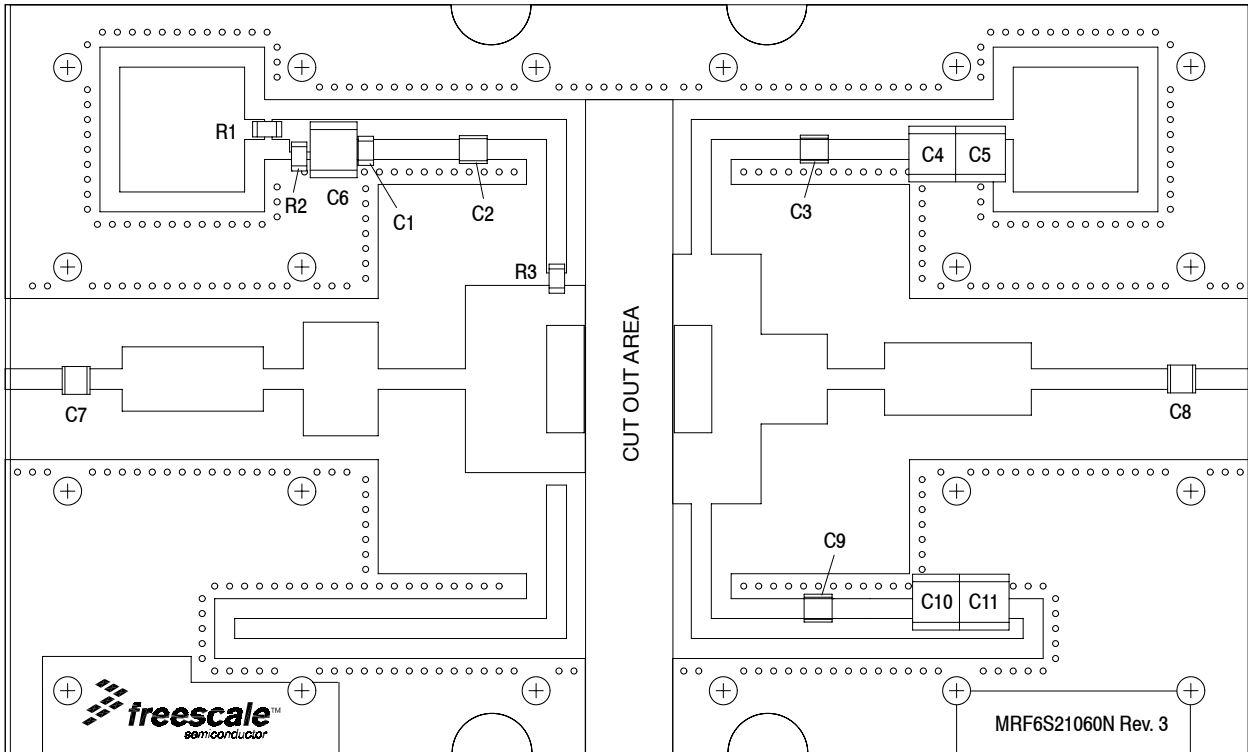 R1
R2
C6
C1
C2
C3
C4
C5
R3
CUT OUT AREA
C7
C8
C9
C10
C11
freescale™
semiconductor
MRF6S21060N Rev. 3